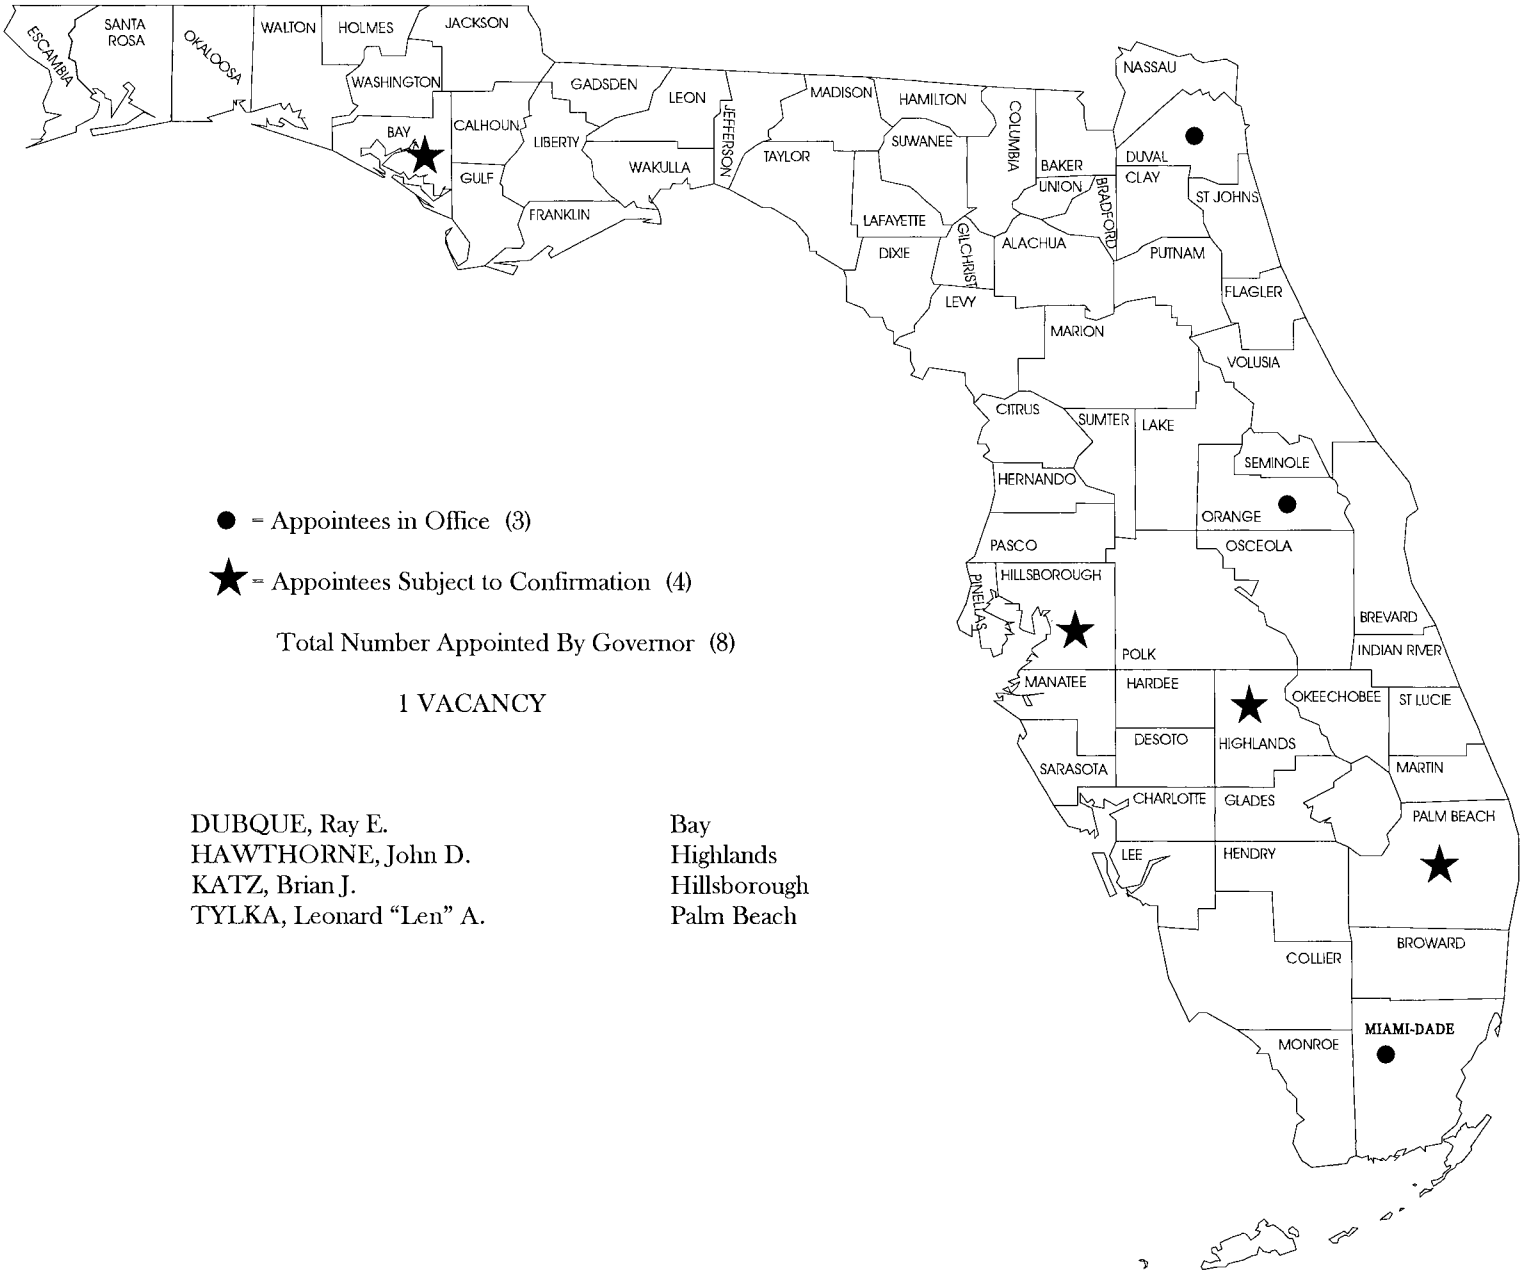 ESCAMBIA
SANTA
ROSA
OKALOOSA
WALTON
HOLMES
JACKSON
WASHINGTON
BAY
CALHOUN
GULF
GADSDEN
LIBERTY
FRANKLIN
LEON
WAKULLA
JEFFERSON
MADISON
TAYLOR
HAMILTON
SUWANEE
LAFAYETTE
DIXIE
COLUMBIA
GILCHRIST
LEVY
BAKER
UNION
BRADFORD
ALACHUA
NASSAU
DUVAL
CLAY
ST JOHNS
PUTNAM
FLAGLER
MARION
VOLUSIA
CITRUS
SUMTER
LAKE
SEMINOLE
HERNANDO
ORANGE
PASCO
OSCEOLA
HILLSBOROUGH
PINELLAS
POLK
BREVARD
INDIAN RIVER
MANATEE
HARDEE
OKEECHOBEE
ST LUCIE
DESOTO
HIGHLANDS
SARASOTA
MARTIN
CHARLOTTE
GLADES
PALM BEACH
LEE
HENDRY
BROWARD
COLLIER
MIAMI-DADE
MONROE
= Appointees in Office (3)
= Appointees Subject to Confirmation (4)
Total Number Appointed By Governor (8)
1 VACANCY
DUBQUE, Ray E. Bay
HAWTHORNE, John D. Highlands
KATZ, Brian J. Hillsborough
TYLKA, Leonard “Len” A. Palm Beach